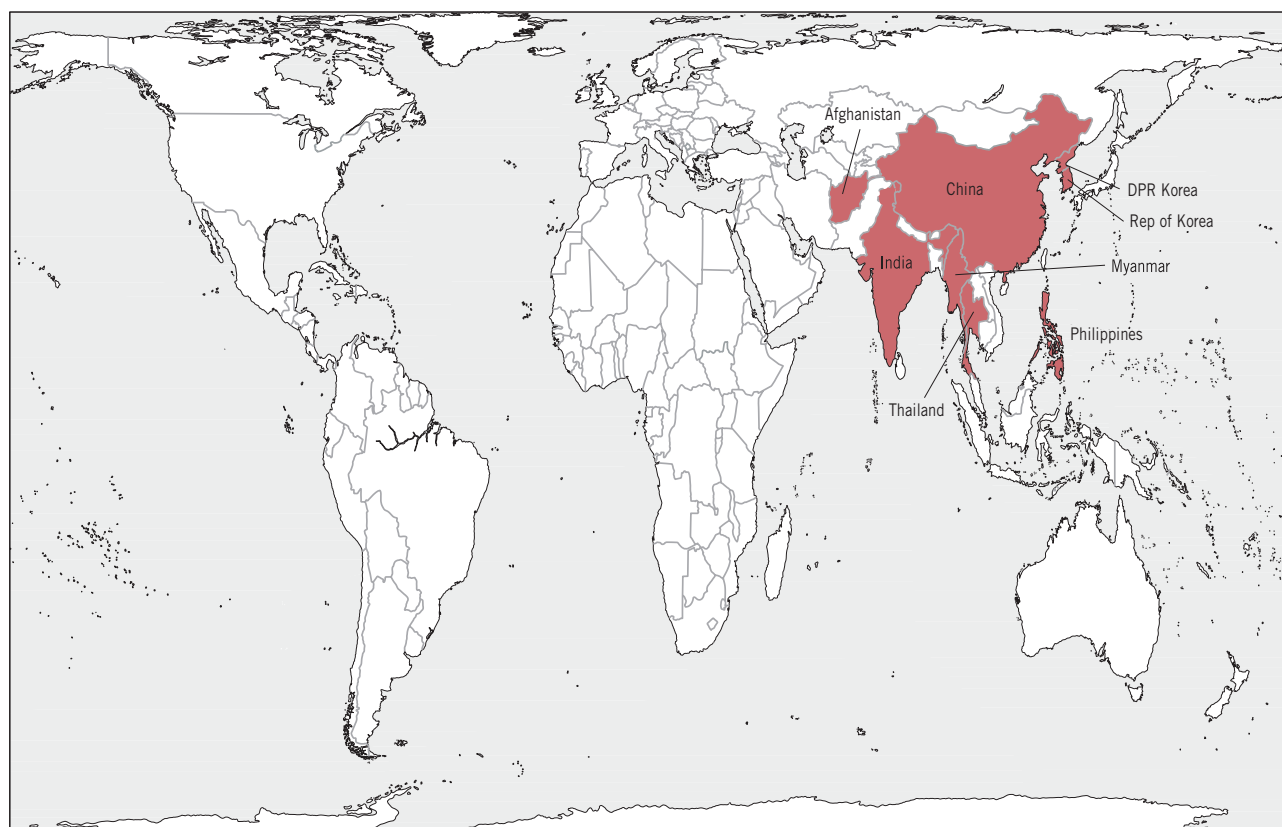 Afghanistan
China
DPR Korea
Rep of Korea
India
Myanmar
Philippines
Thailand